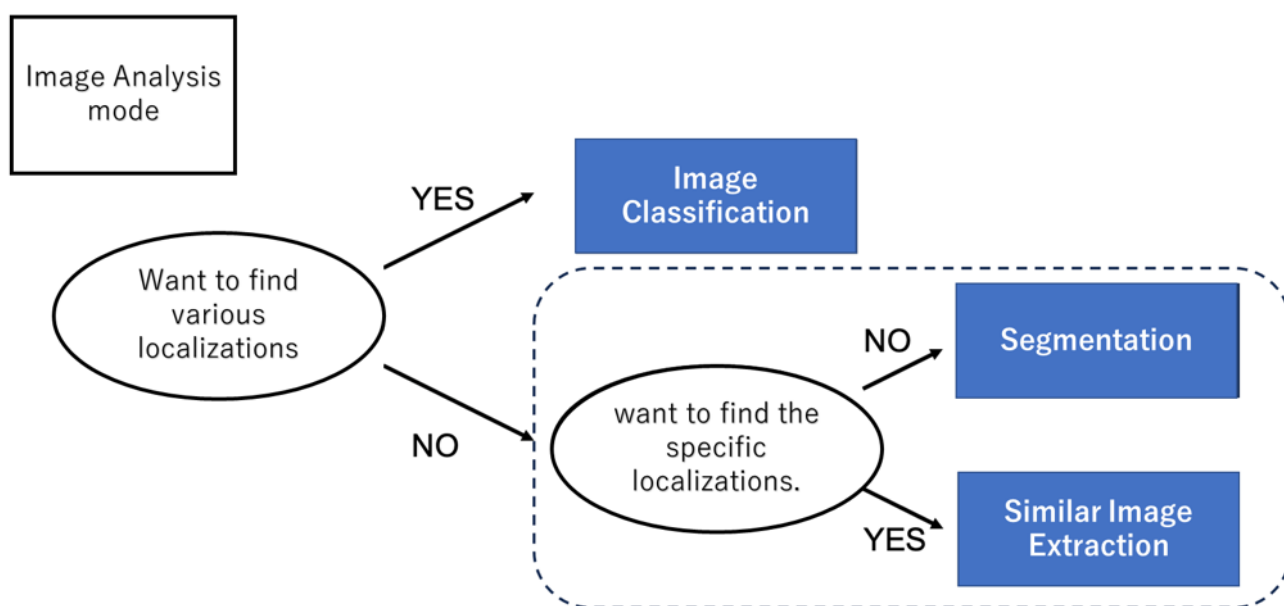 Image Analysis
mode
YES
Image
Classification
Want to find
various
localizations
NO
want to find the
specific
localizations.
NO
Segmentation
YES
Similar Image
Extraction